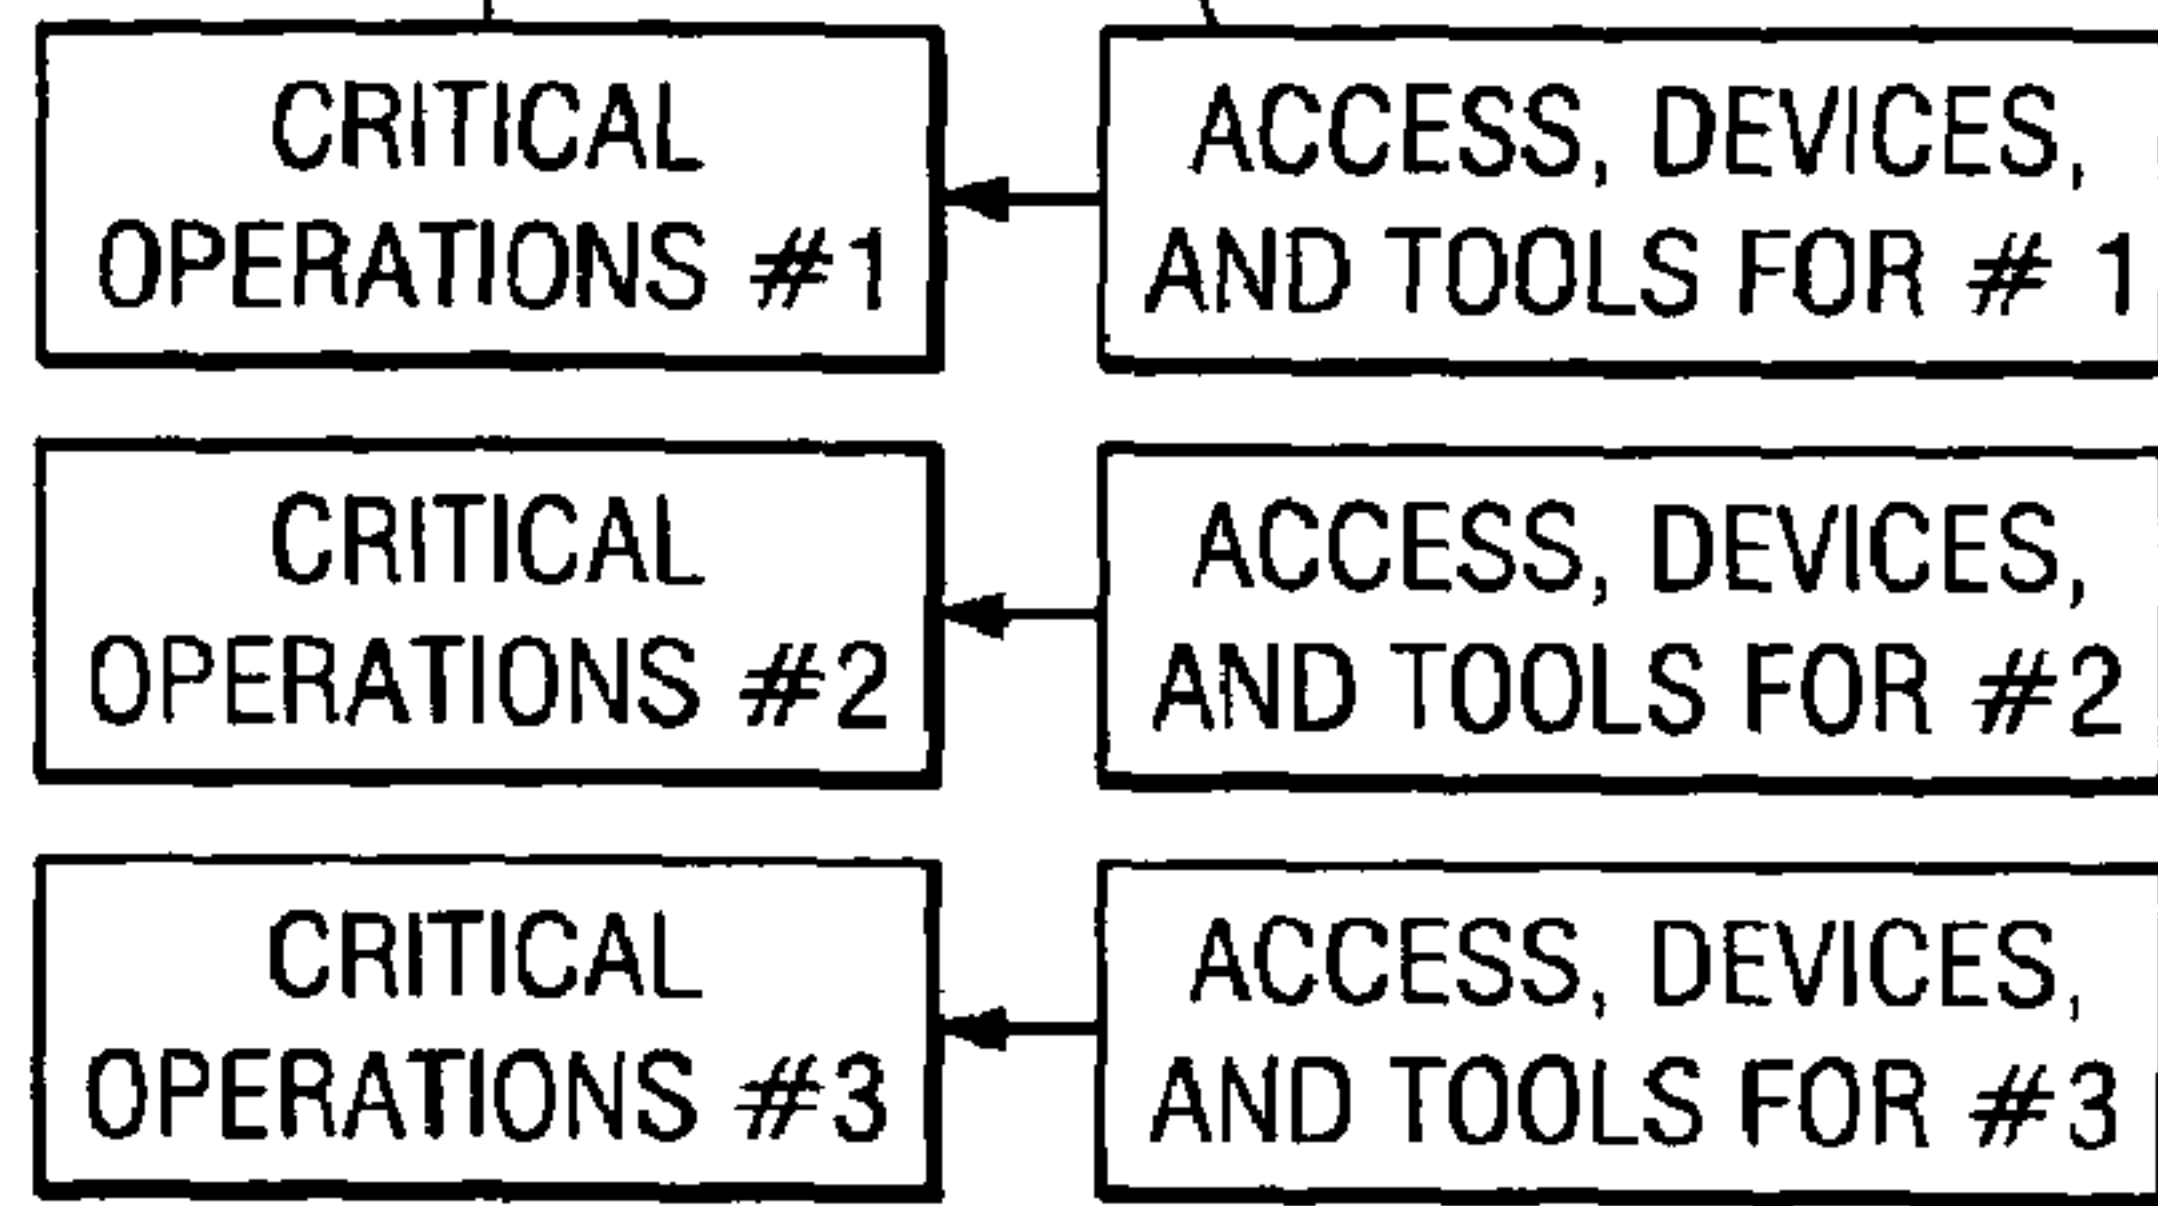 CRITICAL
OPERATIONS #1
ACCESS, DEVICES,
AND TOOLS FOR # 1
CRITICAL
OPERATIONS #2
ACCESS, DEVICES,
AND TOOLS FOR #2
CRITICAL
OPERATIONS #3
ACCESS, DEVICES,
AND TOOLS FOR #3